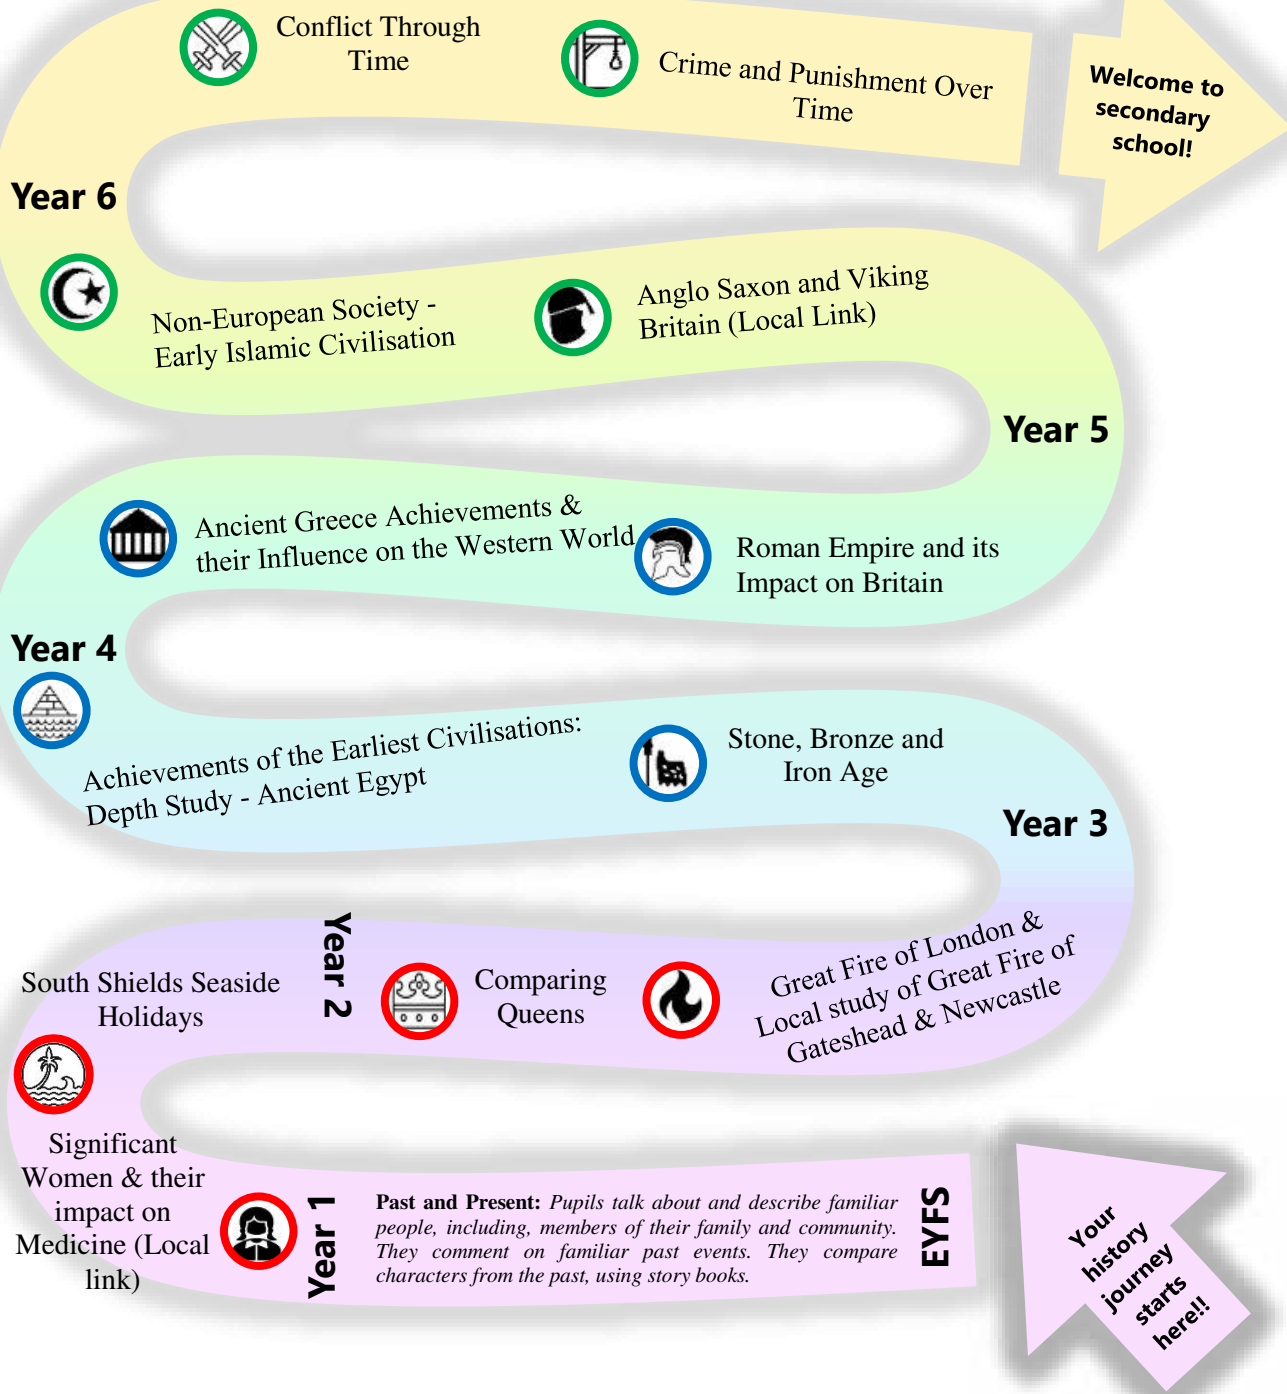 Conflict Through
Time
Crime and Punishment Over
Time
Welcome to
secondary
school!
Year 6
Non-European Society -
Early Islamic Civilisation
Anglo Saxon and Viking
Britain (Local Link)
Year 5
Ancient Greece Achievements &
their Influence on the Western World
Roman Empire and its
Impact on Britain
Year 4
Achievements of the Earliest Civilisations:
Depth Study - Ancient Egypt
Stone, Bronze and
Iron Age
Year 3
South Shields Seaside
Holidays
Year 2
Comparing
Queens
Great Fire of London &
Local study of Great Fire of
Gateshead & Newcastle
Significant
Women & their
impact on
Medicine (Local
link)
Year 1
Past and Present: Pupils talk about and describe familiar
people, including, members of their family and community.
They comment on familiar past events. They compare
characters from the past, using story books.
EYFS
Your
history
journey
starts
here!!